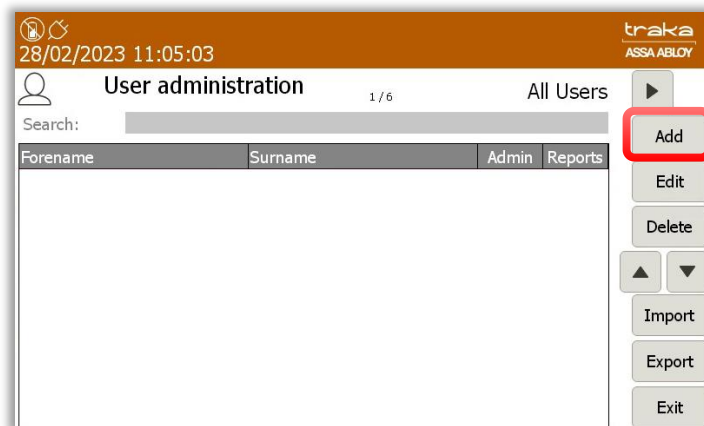 traka
28/02/2023 11:05:03
ASSA ABLOY
User administration 1/6 All Users
Search:
Add
Forename Surname Admin Reports
Edit
Delete
Import
Export
Exit